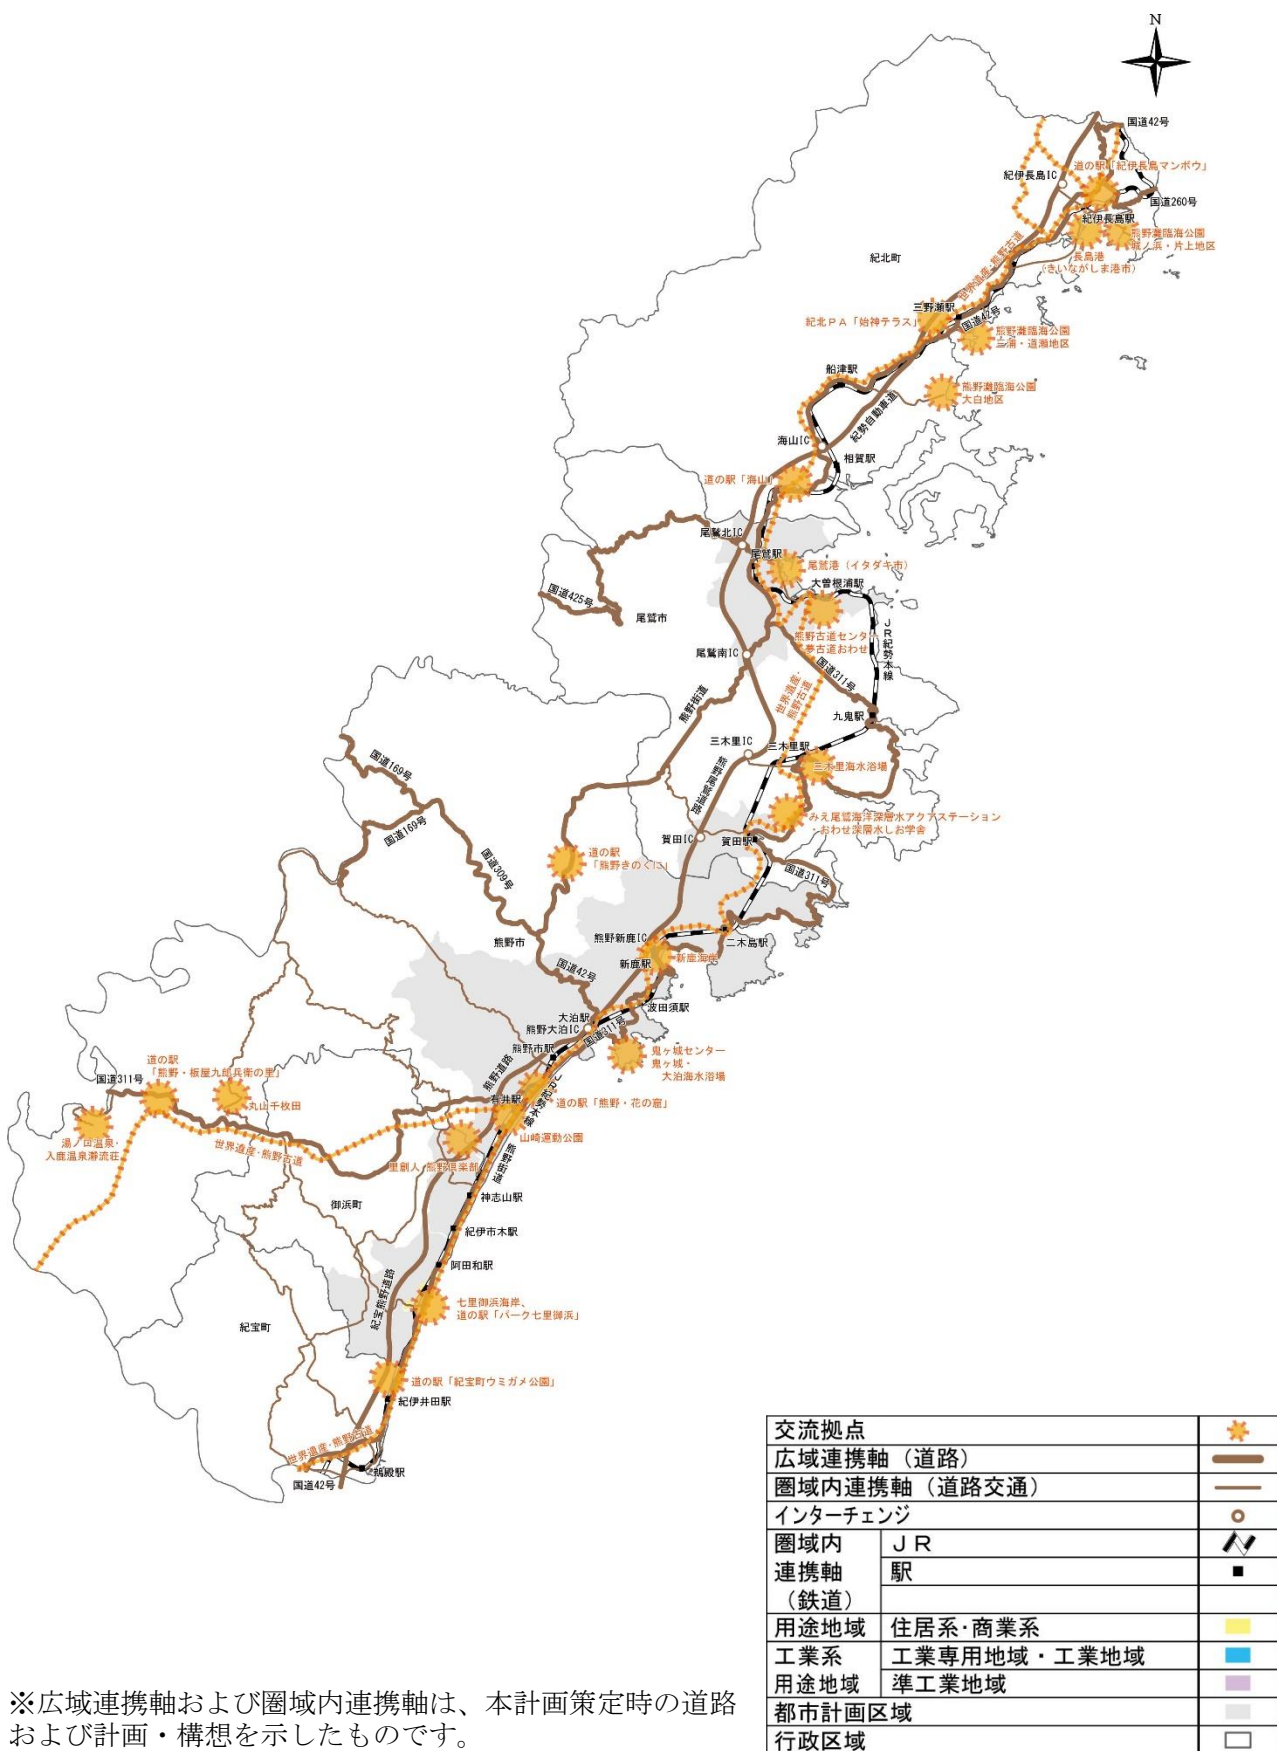 N
国道42号
道の駅「紀伊長島マンボウ」
紀伊長島IC
国道260号
紀伊長島駅
熊野灘臨海公園
城ノ浜・片上地区
長島港
(きいながしま港市)
世界遺産・熊野古道
紀北町
三野瀬駅
紀北PA「始神テラス」
国道42号
熊野灘臨海公園
三浦・道瀬地区
船津駅
熊野灘臨海公園
大白地区
紀勢自動車道
海山IC
相賀駅
道の駅「海山」
尾鷲北IC
尾鷲駅
尾鷲港（イタダキ市）
大曽根浦駅
国道425号
尾鷲市
熊野古道センター
夢古道おわせ
JR紀勢本線
尾鷲南IC
国道311号
世界遺産・
熊野古道
熊野街道
九鬼駅
三木里IC
三木里駅
三木里海水浴場
国道169号
熊野尾鷲道路
みえ尾鷲海洋深層水アクアステーション
・おわせ深層水しお学舎
国道169号
賀田IC
賀田駅
国道309号
道の駅
「熊野きのくに」
国道311号
熊野市
熊野新鹿IC
二木島駅
新鹿駅
新鹿海岸
国道42号
波田須駅
大泊駅
熊野大泊IC
国道311号
熊野市駅
鬼ヶ城センター
鬼ヶ城・
大泊海水浴場
熊野道路
道の駅
「熊野・板屋九郎兵衛の里」
国道311号
丸山千枚田
有井駅
JR紀勢本線
道の駅「熊野・花の窟」
山崎運動公園
湯ノ口温泉・
入鹿温泉瀞流荘
世界遺産・熊野古道
里創人 熊野倶楽部
熊野街道
神志山駅
御浜町
紀伊市木駅
阿田和駅
紀宝熊野道路
七里御浜海岸、
道の駅「パーク七里御浜」
紀宝町
道の駅「紀宝町ウミガメ公園」
紀伊井田駅
世界遺産・熊野古道
鵜殿駅
国道42号
交流拠点
広域連携軸（道路）
圏域内連携軸（道路交通）
インターチェンジ
圏域内
連携軸
（鉄道）
ＪＲ
駅
用途地域
住居系・商業系
工業系
用途地域
工業専用地域・工業地域
準工業地域
都市計画区域
行政区域
※広域連携軸および圏域内連携軸は、本計画策定時の道路
および計画・構想を示したものです。